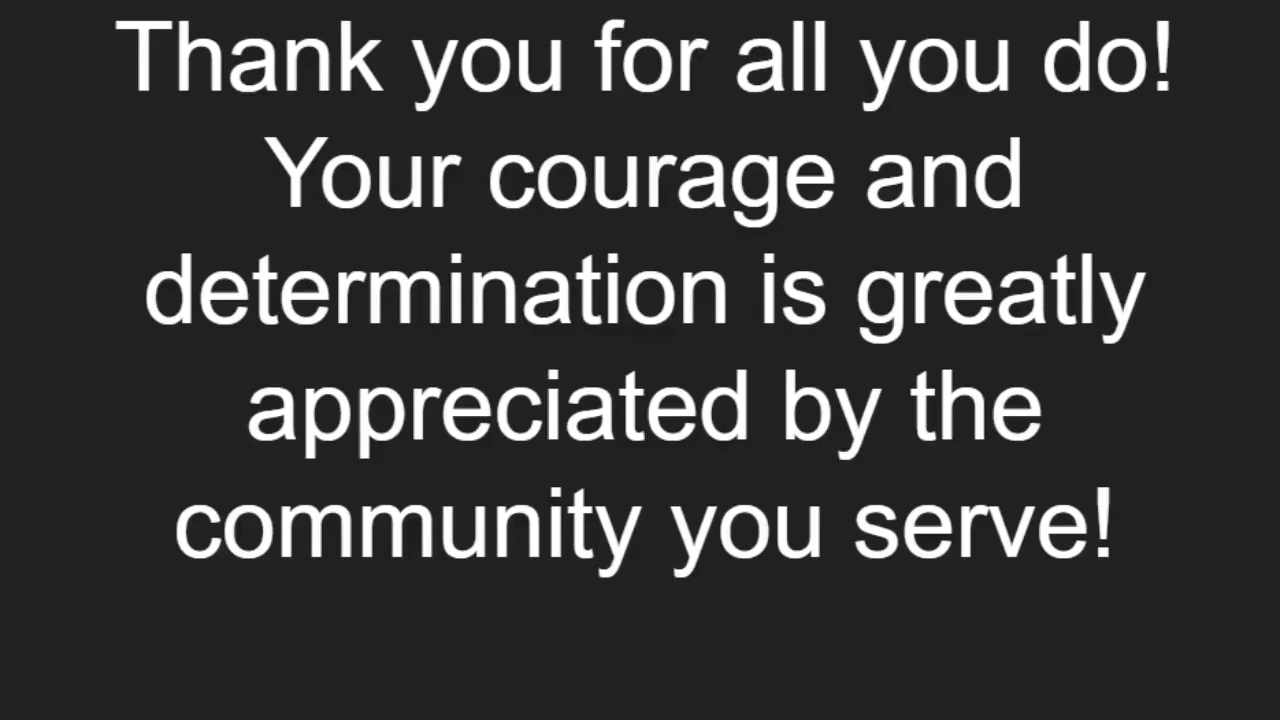 Thank you for all you do!
Your courage and
determination is greatly
appreciated by the
community you serve!